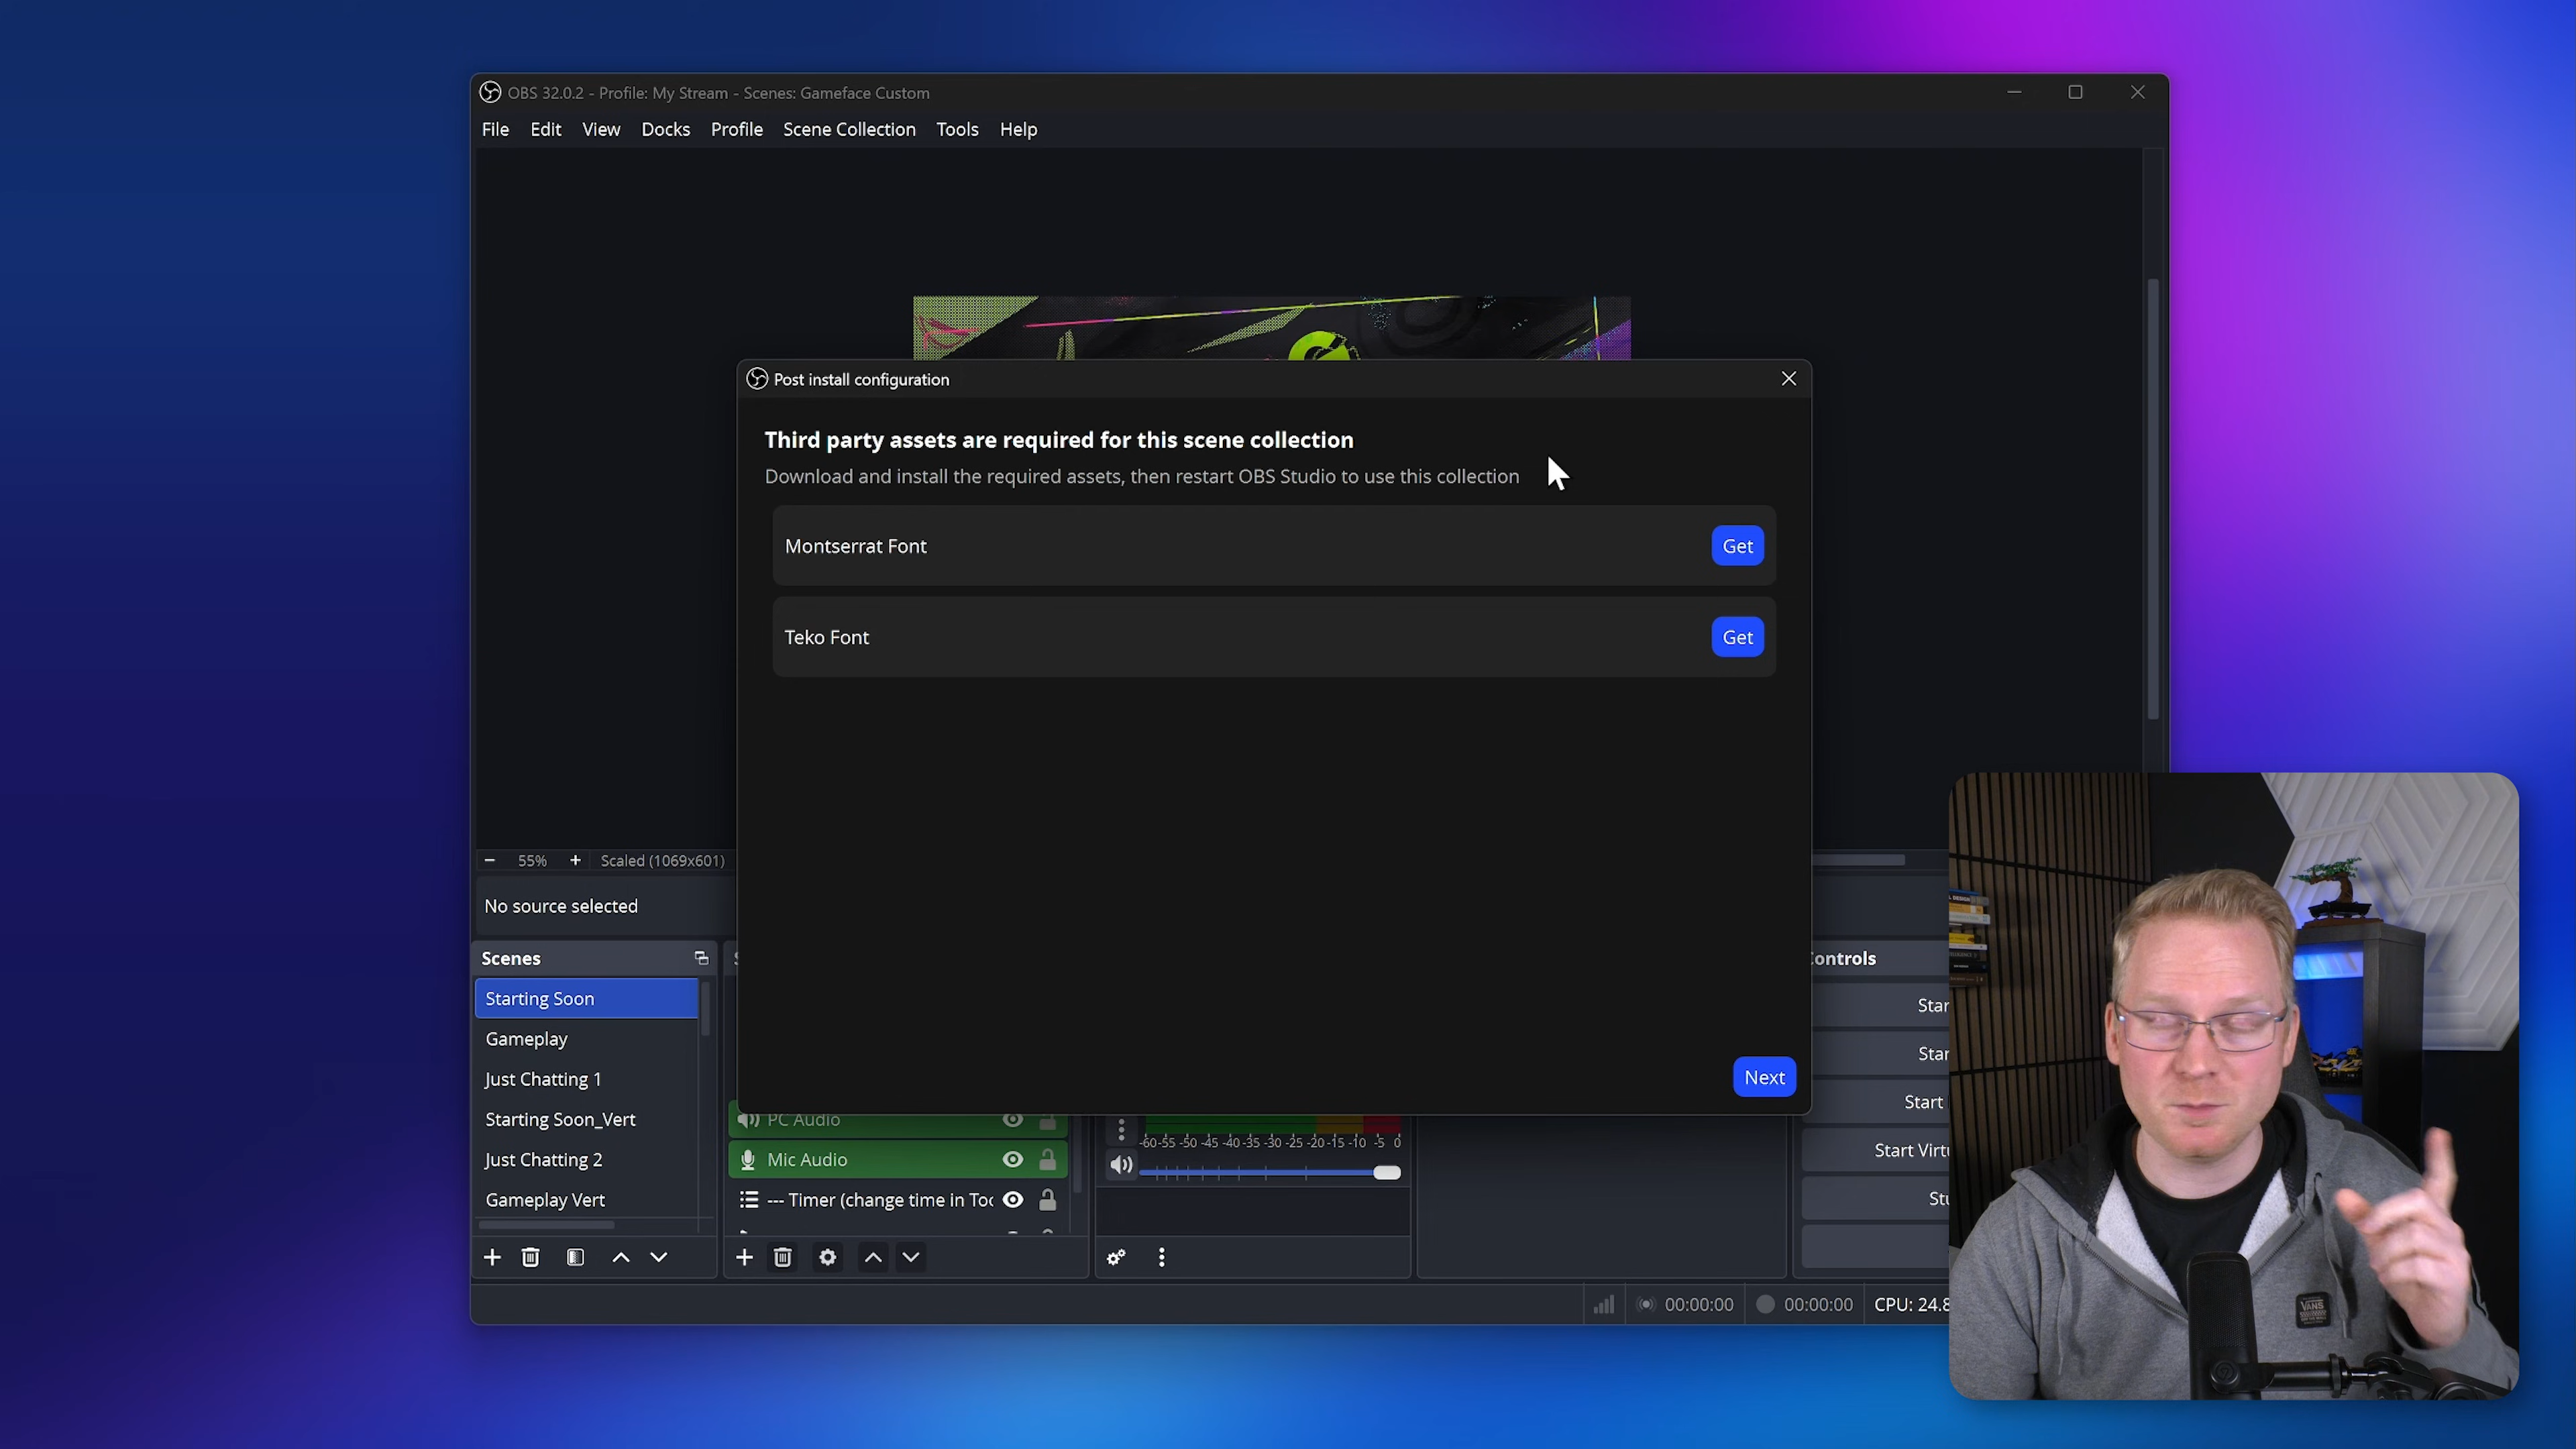 OBS 32.0.2 - Profile: My Stream - Scenes: Gameface Custom
File Edit View Docks Profile Scene Collection Tools Help
Post install configuration
Third party assets are required for this scene collection
Download and install the required assets, then restart OBS Studio to use this collection
Montserrat Font
Get
Teko Font
Get
Next
55%
Scaled (1069x601)
No source selected
Scenes
Starting Soon
Gameplay
Just Chatting 1
Starting Soon_Vert
Just Chatting 2
Gameplay Vert
PC Audio
Mic Audio
--- Timer (change time in Too
-60-55 -50 -45 -40-35 -30 -25 -20-15 -10 -5 0
ontrols
Star
Star
Start
Start Virtu
Stu
00:00:00
00:00:00
CPU: 24.8
VANS